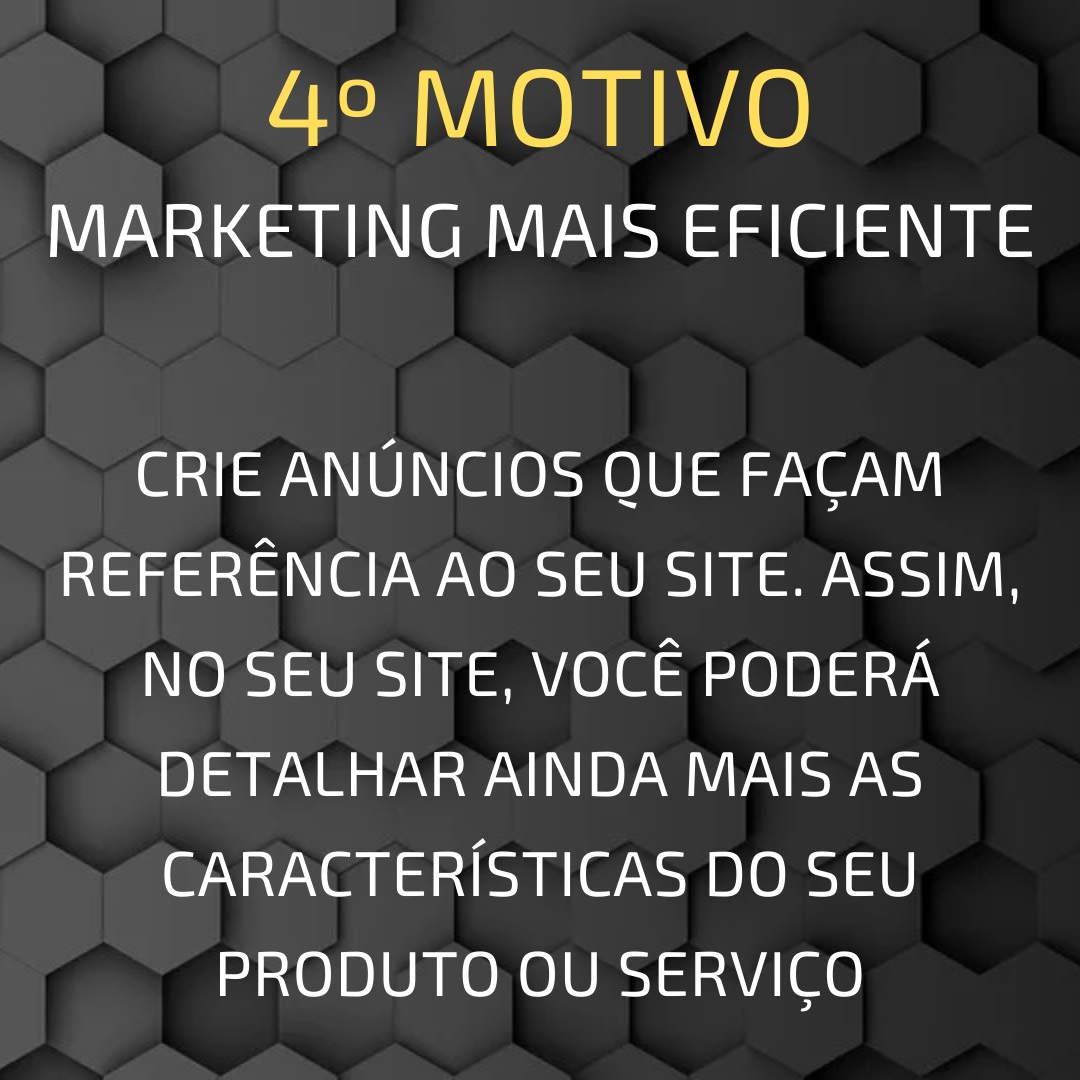 4º MOTIVO
MARKETING MAIS EFICIENTE
CRIE ANÚNCIOS QUE FAÇAM
REFERÊNCIA AO SEU SITE. ASSIM,
NO SEU SITE, VOCÊ PODERÁ
DETALHAR AINDA MAIS AS
CARACTERÍSTICAS DO SEU
PRODUTO OU SERVIÇO